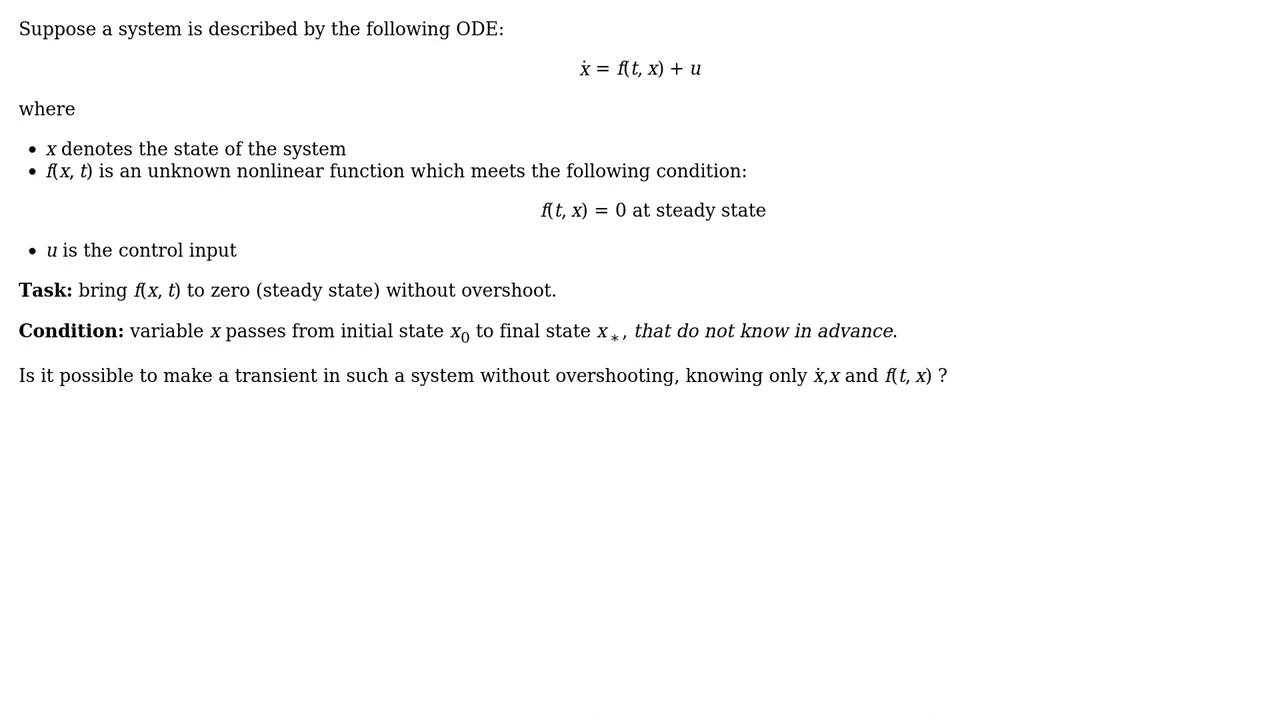 Suppose a system is described by the following ODE:
ẋ = f(t, x) + u
where
• x denotes the state of the system
• f(x, t) is an unknown nonlinear function which meets the following condition:
f(t, x) = 0 at steady state
• u is the control input
Task: bring f(x, t) to zero (steady state) without overshoot.
Condition: variable x passes from initial state x₀ to final state x∗, that do not know in advance.
Is it possible to make a transient in such a system without overshooting, knowing only ẋ,x and f(t, x) ?